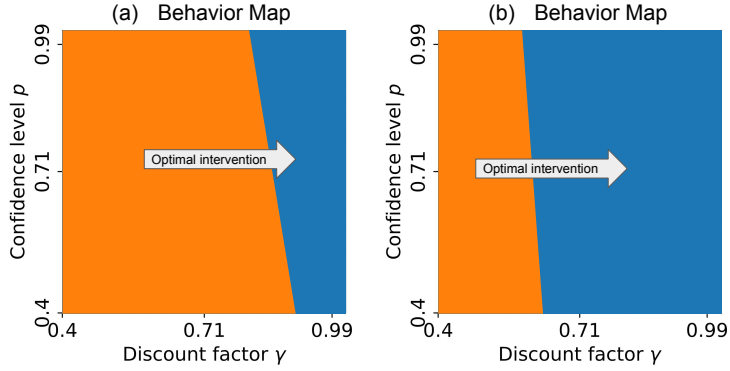 (a) Behavior Map
0.99
0.71
0.4
Confidence level p
Optimal intervention
0.4 0.71 0.99
Discount factor γ
(b) Behavior Map
0.99
0.71
0.4
Confidence level p
Optimal intervention
0.4 0.71 0.99
Discount factor γ